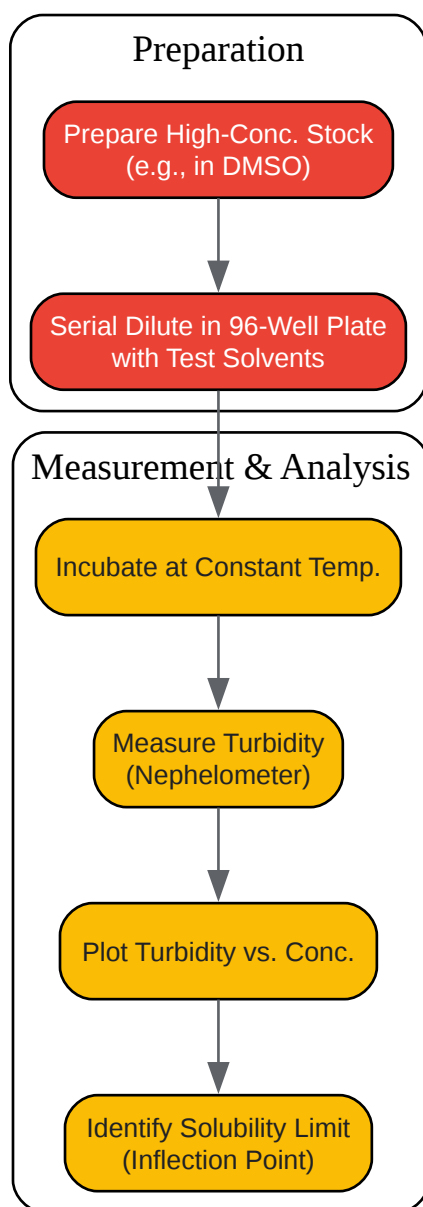 Preparation
Prepare High-Conc. Stock
(e.g., in DMSO)
Serial Dilute in 96-Well Plate
with Test Solvents
Measurement & Analysis
Incubate at Constant Temp.
Measure Turbidity
(Nephelometer)
Plot Turbidity vs. Conc.
Identify Solubility Limit
(Inflection Point)